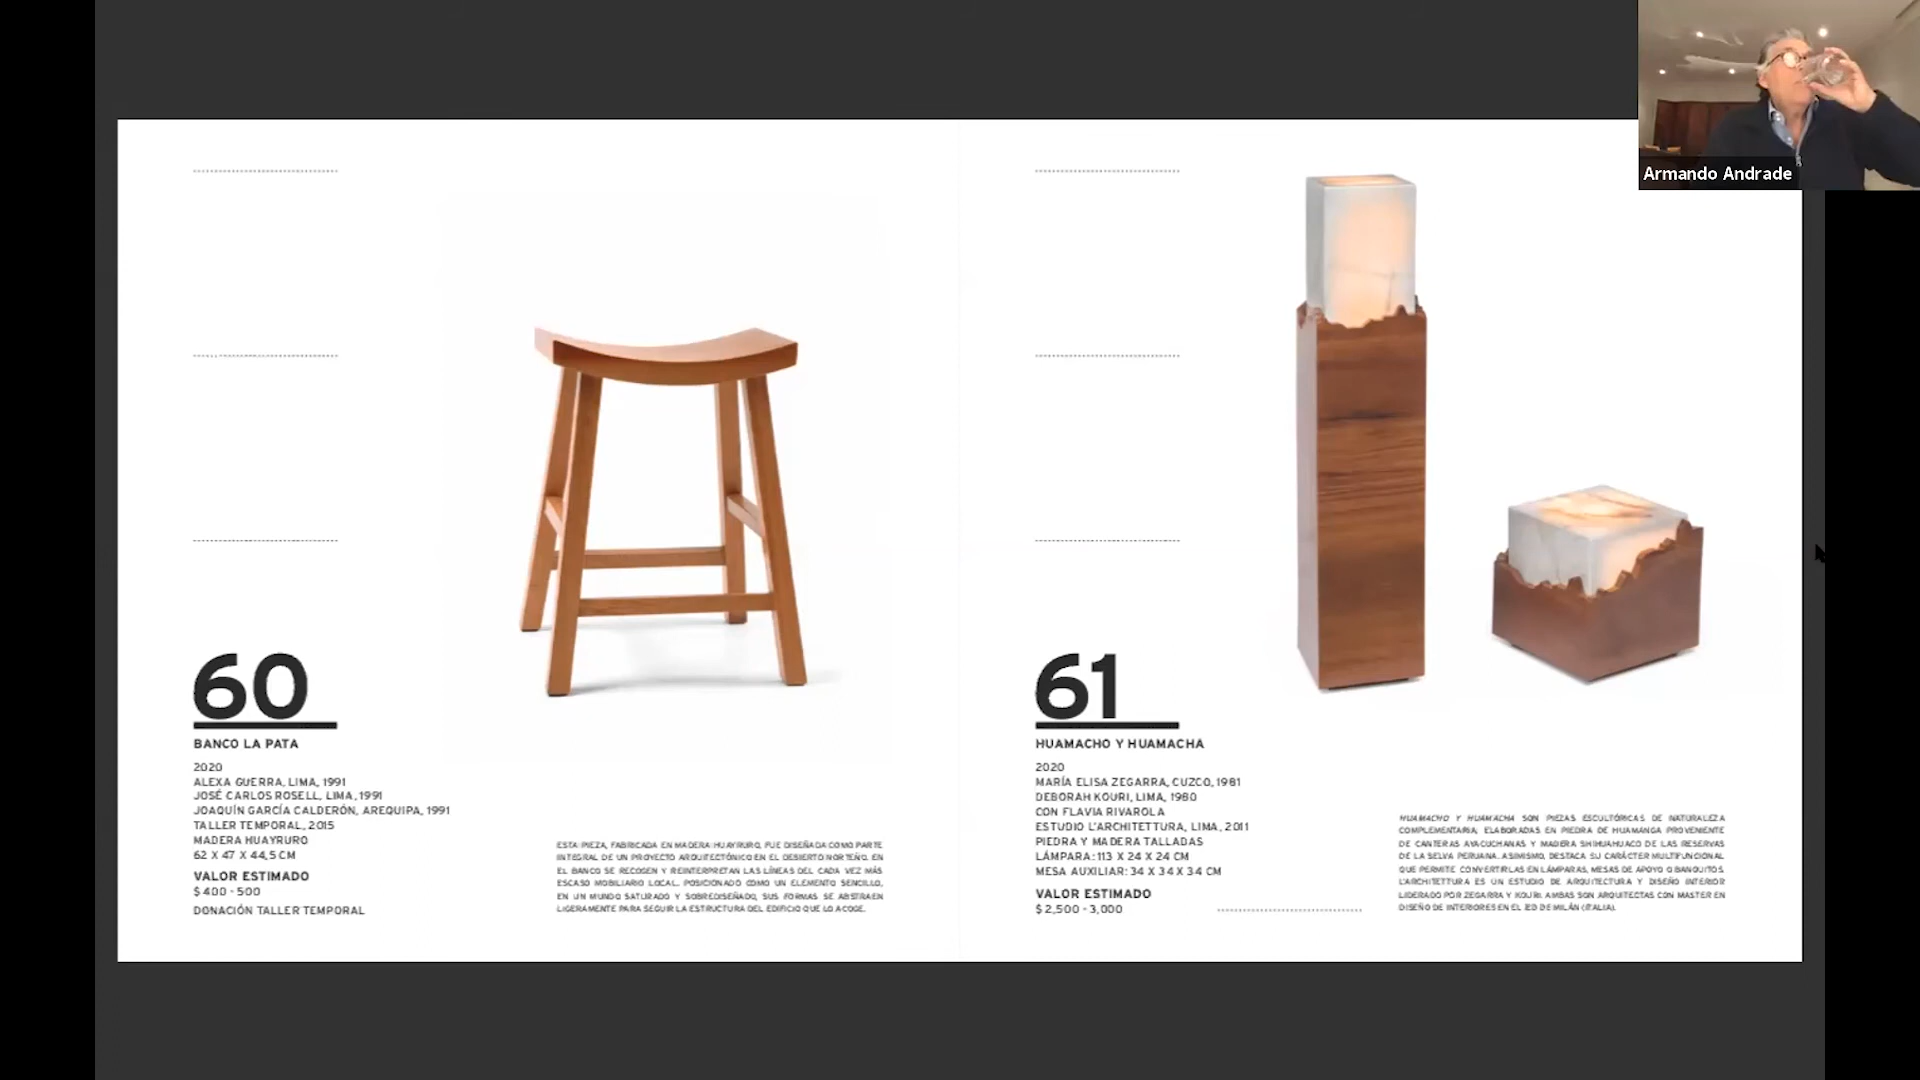 Armando Andrade
60
BANCO LA PATA
2020
ALEXA GUERRA, LIMA, 1991
JOSÉ CARLOS ROSELL, LIMA, 1991
JOAQUÍN GARCÍA CALDERÓN, AREQUIPA, 1991
TALLER TEMPORAL, 2015
MADERA HUAYRURO
62 X 47 X 44,5 CM
VALOR ESTIMADO
$ 400 - 500
DONACIÓN TALLER TEMPORAL
ESTA PIEZA, FABRICADA EN MADERA HUAYRURO, FUE DISEÑADA COMO PARTE
INTEGRAL DE UN PROYECTO ARQUITECTÓNICO EN EL DESIERTO NORTEÑO. EN
EL BANCO SE RECOGEN Y REINTERPRETAN LAS LÍNEAS DEL CADA VEZ MÁS
ESCASO MOBILIARIO LOCAL. POSICIONADO COMO UN ELEMENTO SENCILLO,
EN UN MUNDO SATURADO Y SOBREDISEÑADO, SUS FORMAS SE ABSTRAEN
LIGERAMENTE PARA SEGUIR LA ESTRUCTURA DEL EDIFICIO QUE LO ACOGE.
61
HUAMACHO Y HUAMACHA
2020
MARÍA ELISA ZEGARRA, CUZCO, 1981
DEBORAH KOURI, LIMA, 1980
CON FLAVIA RIVAROLA
ESTUDIO L'ARCHITETTURA, LIMA, 2011
PIEDRA Y MADERA TALLADAS
LÁMPARA: 113 X 24 X 24 CM
MESA AUXILIAR: 34 X 34 X 34 CM
VALOR ESTIMADO
$ 2,500 - 3,000
HUAMACHO Y HUAMACHA SON PIEZAS ESCULTÓRICAS DE NATURALEZA
COMPLEMENTARIA, ELABORADAS EN PIEDRA DE HUAMANGA PROVENIENTE
DE CANTERAS AYACUCHANAS Y MADERA SHIHUAHUACO DE LAS RESERVAS
DE LA SELVA PERUANA. ASIMISMO, DESTACA SU CARÁCTER MULTIFUNCIONAL
QUE PERMITE CONVERTIRLAS EN LÁMPARAS, MESAS DE APOYO O BANQUITOS.
L'ARCHITETTURA ES UN ESTUDIO DE ARQUITECTURA Y DISEÑO INTERIOR
LIDERADO POR ZEGARRA Y KOURI. AMBAS SON ARQUITECTAS CON MASTER EN
DISEÑO DE INTERIORES EN EL IED DE MILÁN (ITALIA).